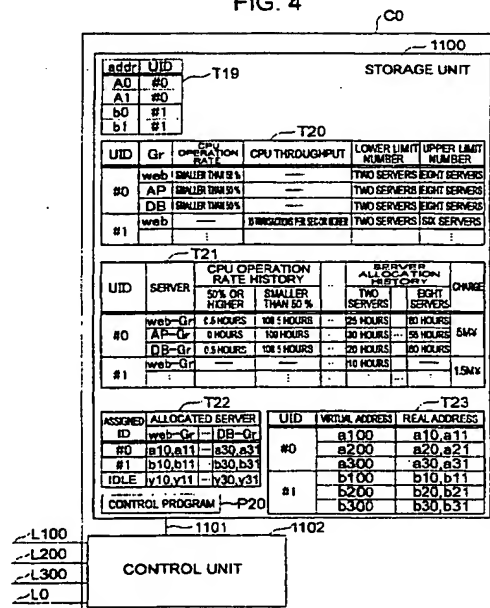 FIG. 4
C0
1100
STORAGE UNIT
T19
addr UID
A0 #0
A1 #0
b0 #1
b1 #1
T20
UID Gr CPU OPERATION RATE CPU THROUGHPUT LOWER LIMIT NUMBER UPPER LIMIT NUMBER
#0 web SMALLER THAN 50 % — TWO SERVERS EIGHT SERVERS
AP SMALLER THAN 50 % — TWO SERVERS EIGHT SERVERS
DB SMALLER THAN 50 % — TWO SERVERS EIGHT SERVERS
#1 web — TRANSACTIONS PER SEC OR HIGHER TWO SERVERS SIX SERVERS
T21
UID SERVER CPU OPERATION RATE HISTORY SERVER ALLOCATION HISTORY CHARGE
50% OR HIGHER SMALLER THAN 50 % ·· TWO SERVERS EIGHT SERVERS
#0 web-Gr 0.5 HOURS HOURS ·· 25 HOURS ·· 60 HOURS 5M¥
AP-Gr 0 HOURS HOURS ·· 30 HOURS ·· 55 HOURS
DB-Gr 0.5 HOURS HOURS ·· 20 HOURS ·· 60 HOURS
#1 web-Gr — — ·· 10 HOURS ·· — 1.5M¥
T22
ASSIGNED ID ALLOCATED SERVER
web-Gr ·· DB-Gr
#0 a10,a11 ·· a30,a31
#1 b10,b11 ·· b30,b31
IDLE y10,y11 ·· y30,y31
T23
UID VIRTUAL ADDRESS REAL ADDRESS
#0 a100 a10,a11
a200 a20,a21
a300 a30,a31
#1 b100 b10,b11
b200 b20,b21
b300 b30,b31
CONTROL PROGRAM P20
1101
1102
L100
L200
L300
L0
CONTROL UNIT